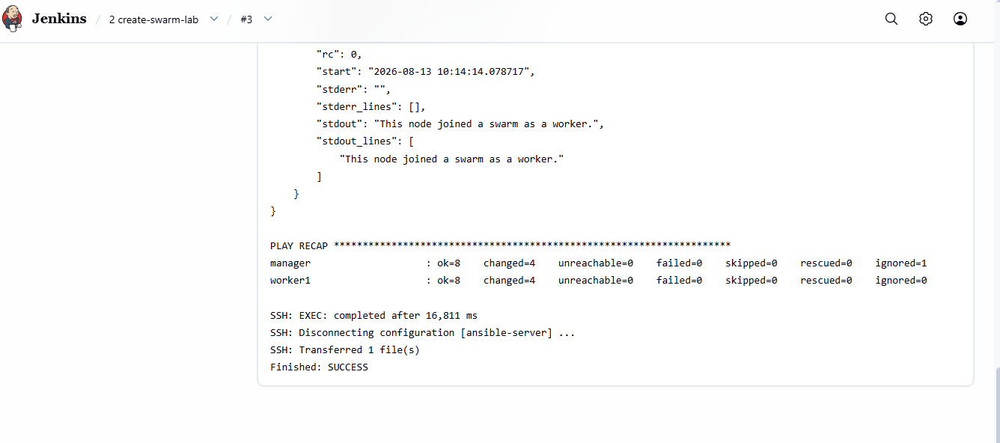 Jenkins / 2 create-swarm-lab / #3
"rc": 0,
"start": "2026-08-13 10:14:14.078717",
"stderr": "",
"stderr_lines": [],
"stdout": "This node joined a swarm as a worker.",
"stdout_lines": [
"This node joined a swarm as a worker."
]
}
}
PLAY RECAP *********************************************************************
manager : ok=8 changed=4 unreachable=0 failed=0 skipped=0 rescued=0 ignored=1
worker1 : ok=8 changed=4 unreachable=0 failed=0 skipped=0 rescued=0 ignored=0
SSH: EXEC: completed after 16,811 ms
SSH: Disconnecting configuration [ansible-server] ...
SSH: Transferred 1 file(s)
Finished: SUCCESS